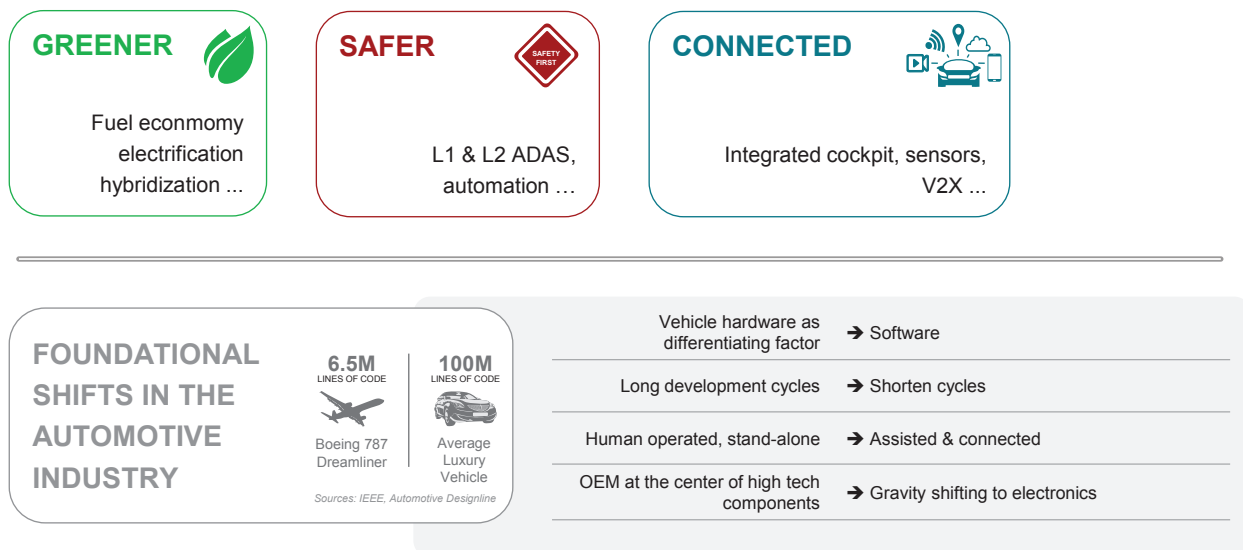 GREENER
Fuel econmomy
electrification
hybridization ...
SAFER
SAFETY
FIRST
L1 & L2 ADAS,
automation …
CONNECTED
Integrated cockpit, sensors,
V2X ...
FOUNDATIONAL
SHIFTS IN THE
AUTOMOTIVE
INDUSTRY
6.5M
LINES OF CODE
Boeing 787
Dreamliner
100M
LINES OF CODE
Average
Luxury
Vehicle
Sources: IEEE, Automotive Designline
Vehicle hardware as
differentiating factor
➔ Software
Long development cycles ➔ Shorten cycles
Human operated, stand-alone ➔ Assisted & connected
OEM at the center of high tech
components
➔ Gravity shifting to electronics